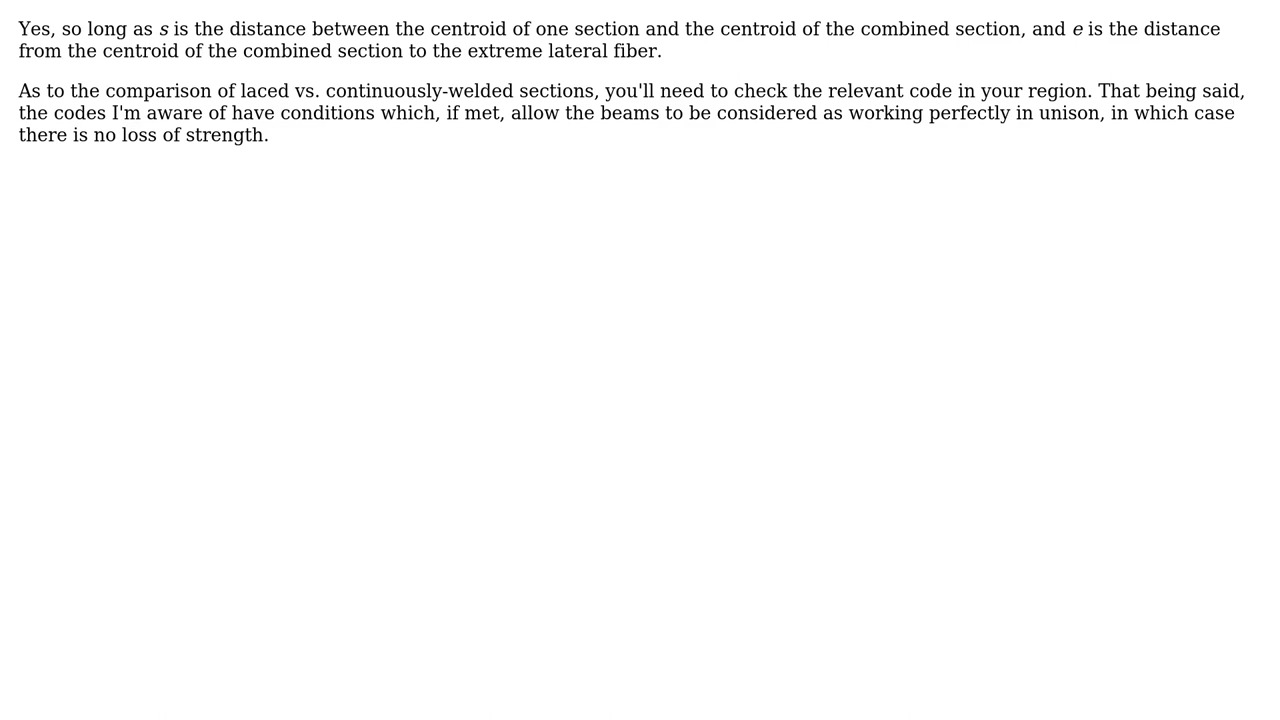 Yes, so long as s is the distance between the centroid of one section and the centroid of the combined section, and e is the distance
from the centroid of the combined section to the extreme lateral fiber.
As to the comparison of laced vs. continuously-welded sections, you'll need to check the relevant code in your region. That being said,
the codes I'm aware of have conditions which, if met, allow the beams to be considered as working perfectly in unison, in which case
there is no loss of strength.